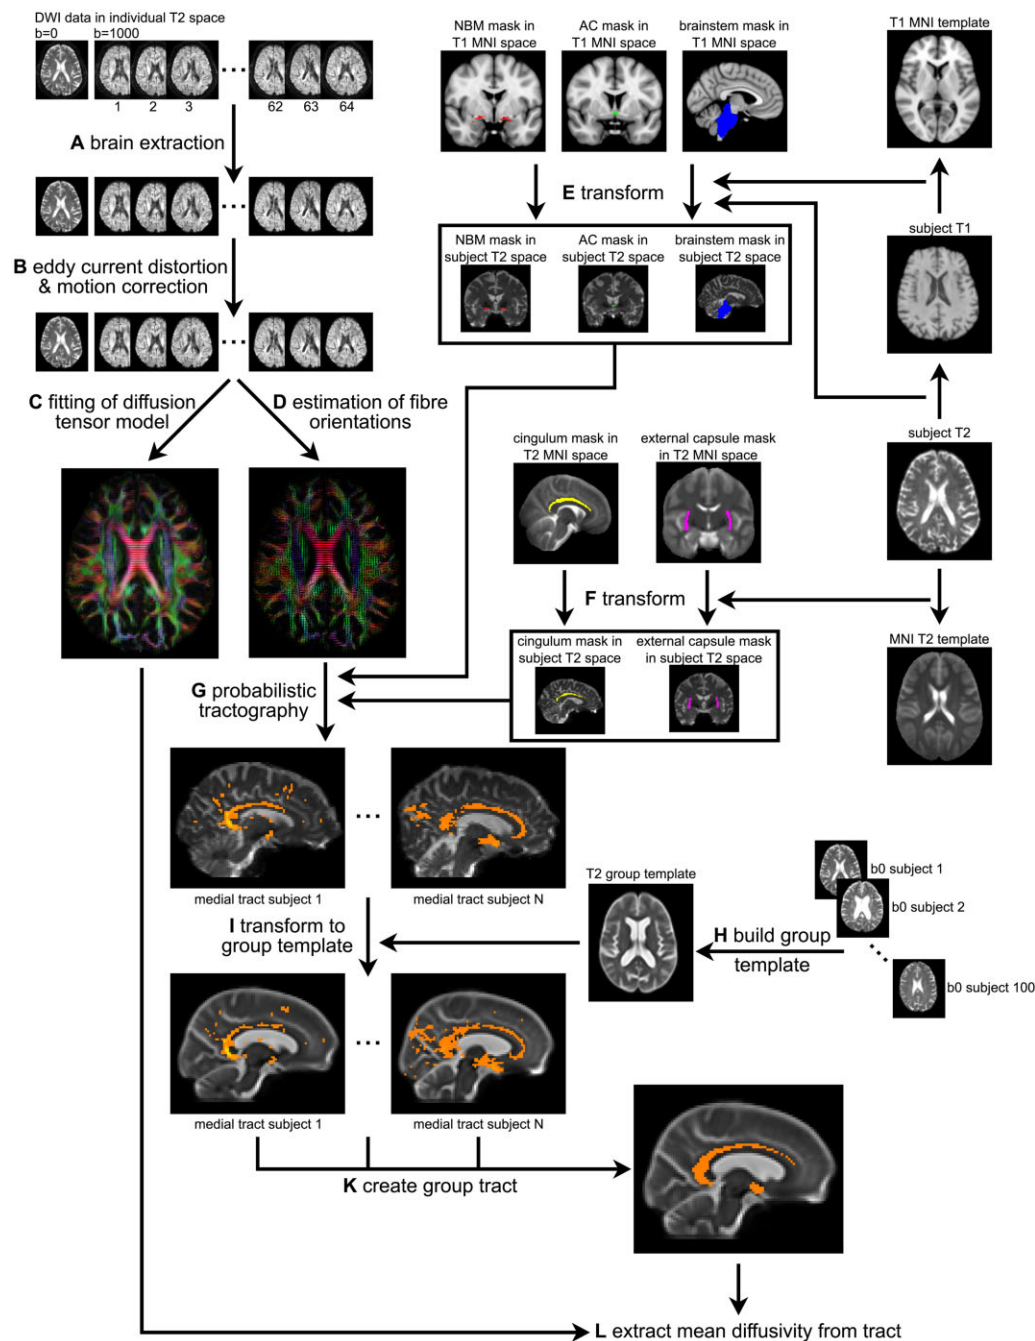 DWI data in individual T2 space
b=0 b=1000
1 2 3 62 63 64
A brain extraction
B eddy current distortion
& motion correction
C fitting of diffusion
tensor model
D estimation of fibre
orientations
NBM mask in
T1 MNI space
AC mask in
T1 MNI space
brainstem mask in
T1 MNI space
T1 MNI template
E transform
NBM mask in
subject T2 space
AC mask in
subject T2 space
brainstem mask in
subject T2 space
subject T1
subject T2
cingulum mask in
T2 MNI space
external capsule mask
in T2 MNI space
F transform
cingulum mask in
subject T2 space
external capsule mask
in subject T2 space
MNI T2 template
G probabilistic
tractography
medial tract subject 1
medial tract subject N
T2 group template
b0 subject 1
b0 subject 2
b0 subject 100
H build group
template
I transform to
group template
medial tract subject 1
medial tract subject N
K create group tract
L extract mean diffusivity from tract